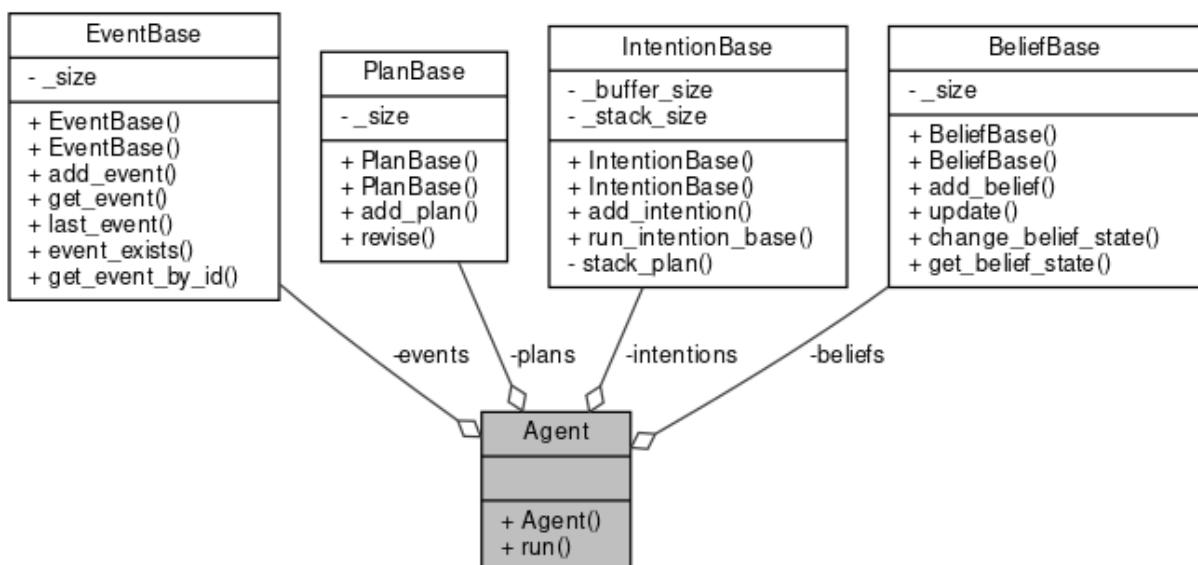 EventBase
- _size
+ EventBase()
+ EventBase()
+ add_event()
+ get_event()
+ last_event()
+ event_exists()
+ get_event_by_id()
PlanBase
- _size
+ PlanBase()
+ PlanBase()
+ add_plan()
+ revise()
IntentionBase
- _buffer_size
- _stack_size
+ IntentionBase()
+ IntentionBase()
+ add_intention()
+ run_intention_base()
- stack_plan()
BeliefBase
- _size
+ BeliefBase()
+ BeliefBase()
+ add_belief()
+ update()
+ change_belief_state()
+ get_belief_state()
-events
-plans
-intentions
-beliefs
Agent
+ Agent()
+ run()